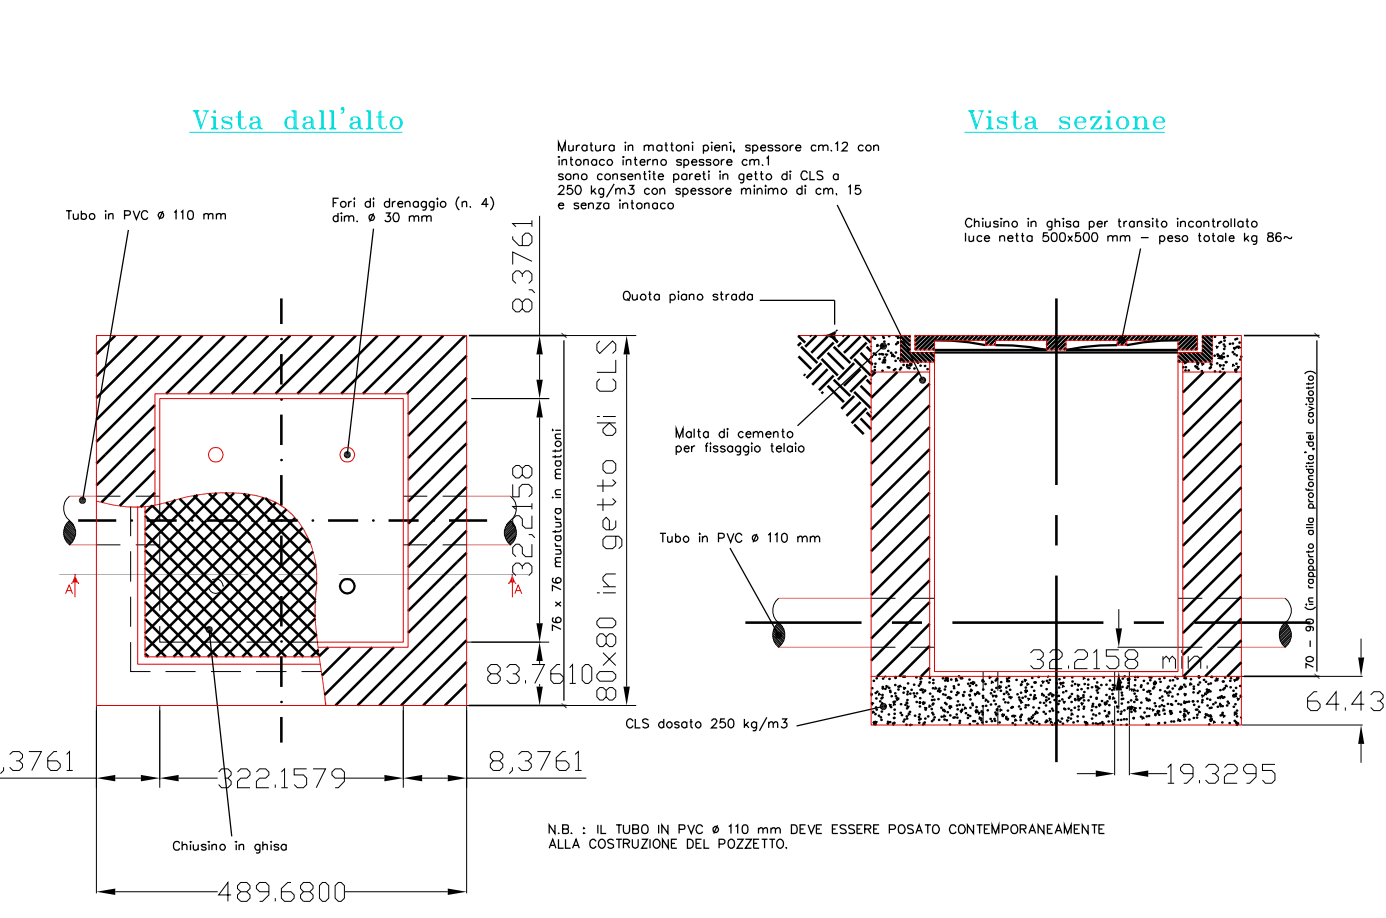 Vista dall'alto
Vista sezione
Muratura in mattoni pieni, spessore cm.12 con
intonaco interno spessore cm.1
sono consentite pareti in getto di CLS a
250 kg/m3 con spessore minimo di cm. 15
e senza intonaco
Tubo in PVC ø 110 mm
Fori di drenaggio (n. 4)
dim. ø 30 mm
Chiusino in ghisa per transito incontrollato
luce netta 500x500 mm – peso totale kg 86~
8,3761
Quota piano strada
Malta di cemento
per fissaggio telaio
32,2158
76 x 76 muratura in mattoni
80x80 in getto di CLS
70 – 90 (in rapporto alla profondita',del cavidotto)
Tubo in PVC ø 110 mm
A
A
83.7610
32.2158 min.
64.43
CLS dosato 250 kg/m3
,3761
322.1579
8,3761
19.3295
N.B. : IL TUBO IN PVC ø 110 mm DEVE ESSERE POSATO CONTEMPORANEAMENTE
ALLA COSTRUZIONE DEL POZZETTO.
Chiusino in ghisa
489.6800